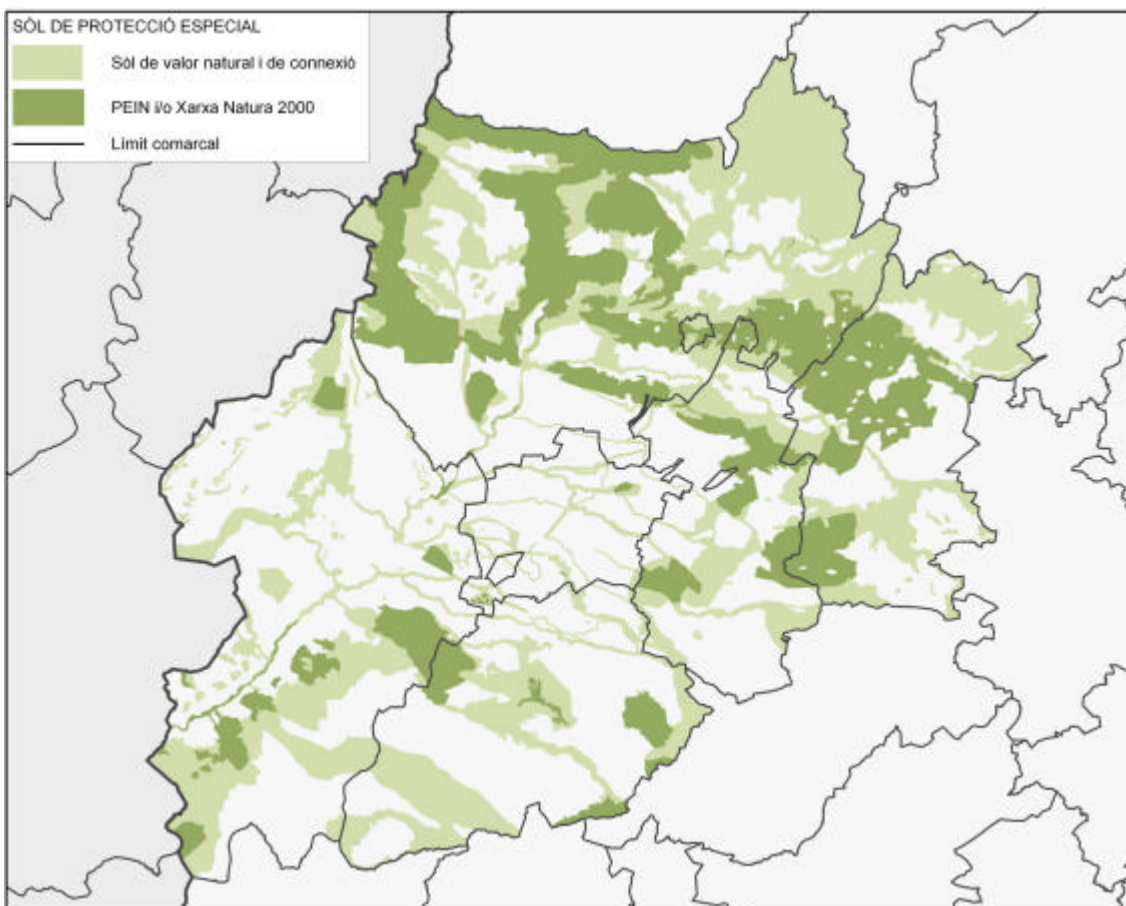 SÒL DE PROTECCIÓ ESPECIAL
Sòl de valor natural i de connexió
PEIN i/o Xarxa Natura 2000
Límit comarcal